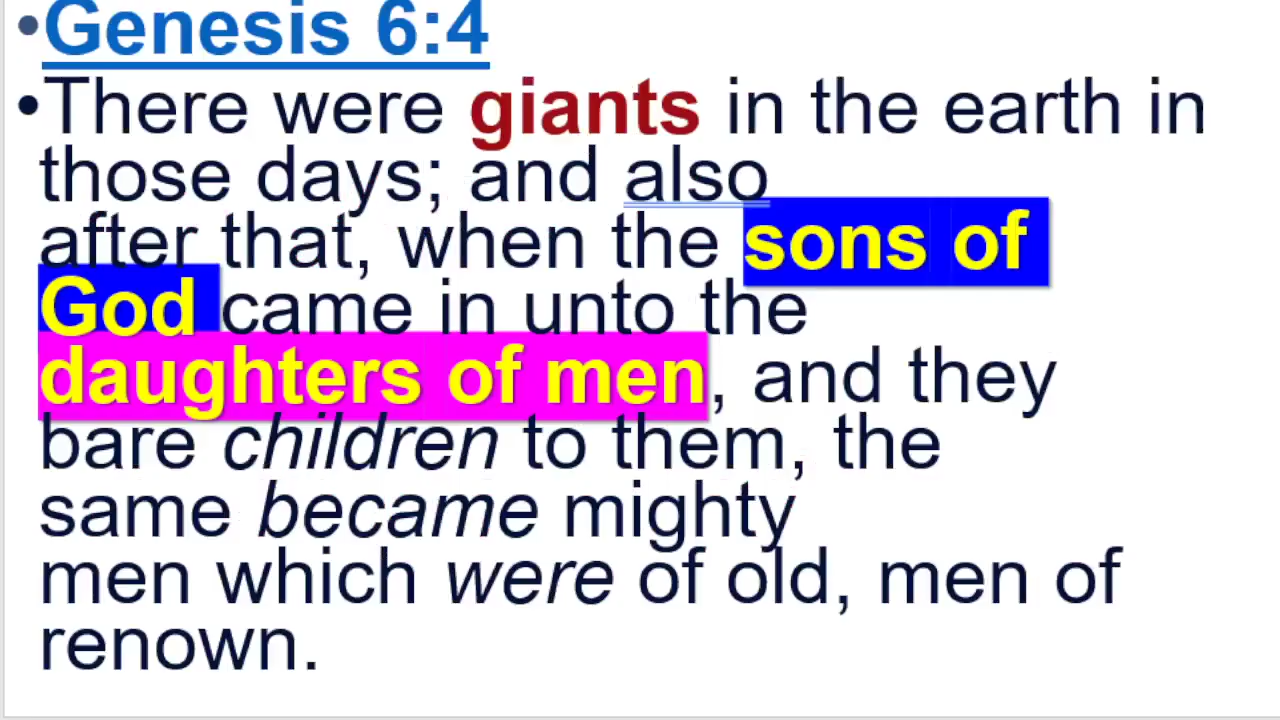 •Genesis 6:4
•There were giants in the earth in
those days; and also
after that, when the sons of
God came in unto the
daughters of men, and they
bare children to them, the
same became mighty
men which were of old, men of
renown.